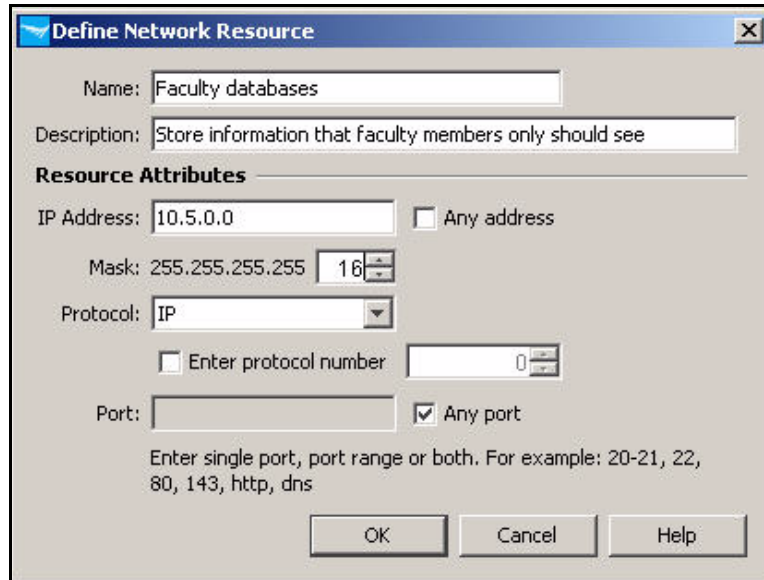 Define Network Resource
Name: Faculty databases
Description: Store information that faculty members only should see
Resource Attributes
IP Address: 10.5.0.0 Any address
Mask: 255.255.255.255 16
Protocol: IP
Enter protocol number 0
Port: Any port
Enter single port, port range or both. For example: 20-21, 22,
80, 143, http, dns
OK Cancel Help